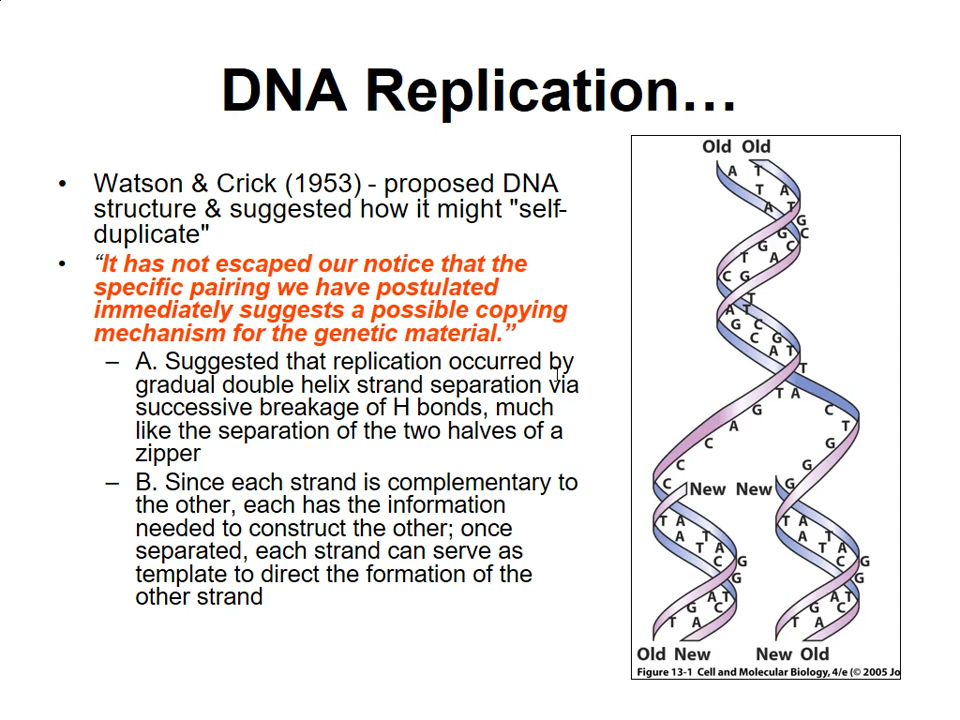 DNA Replication…
• Watson & Crick (1953) - proposed DNA
structure & suggested how it might "self-
duplicate"
• “It has not escaped our notice that the
specific pairing we have postulated
immediately suggests a possible copying
mechanism for the genetic material.”
– A. Suggested that replication occurred by
gradual double helix strand separation via
successive breakage of H bonds, much
like the separation of the two halves of a
zipper
– B. Since each strand is complementary to
the other, each has the information
needed to construct the other; once
separated, each strand can serve as
template to direct the formation of the
other strand
Old Old
A T
T A
A T
G
G C
G C
T A
C G
T
A T
G C
C G
A T
T
T A
G C
A T
C G
C G
C New New G
T A T A
A T A T
T A T A
C G C G
G G
A T A T
G C G C
T A T A
Old New New Old
Figure 13-1 Cell and Molecular Biology, 4/e (© 2005 Jo